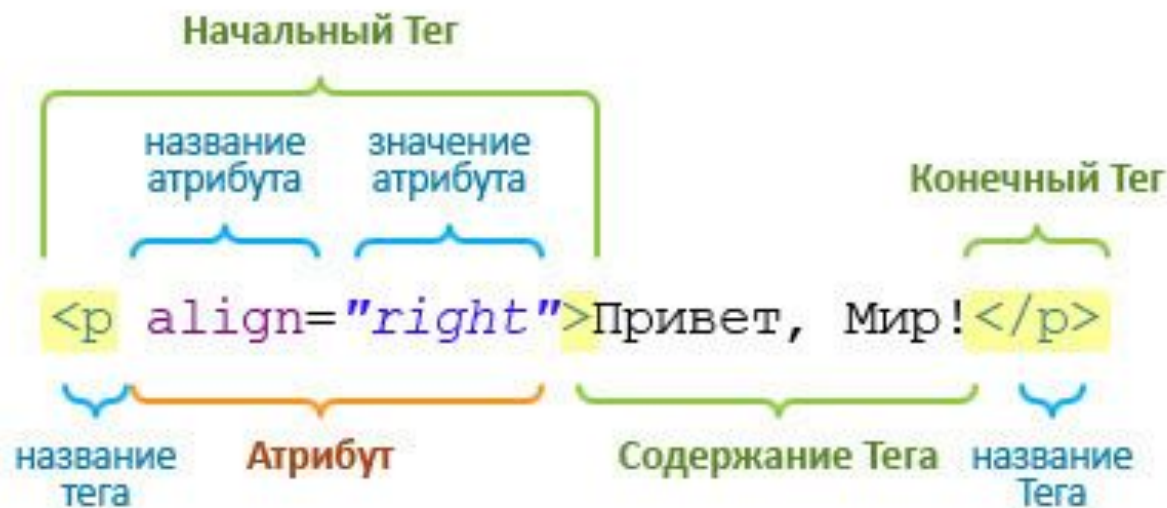 Начальный Тег
название атрибута
значение атрибута
Конечный Тег
<p align="right">Привет, Мир!</p>
название тега
Атрибут
Содержание Тега
название Тега